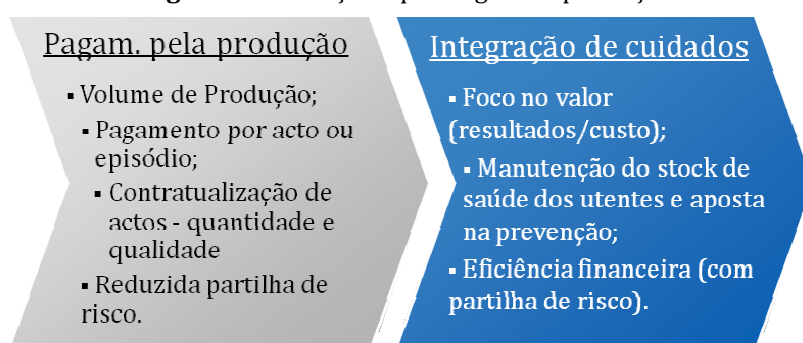 Pagam. pela produção
▪ Volume de Produção;
▪ Pagamento por acto ou
episódio;
▪ Contratualização de
actos - quantidade e
qualidade
▪ Reduzida partilha de
risco.
Integração de cuidados
▪ Foco no valor
(resultados/custo);
▪ Manutenção do stock de
saúde dos utentes e aposta
na prevenção;
▪ Eficiência financeira (com
partilha de risco).